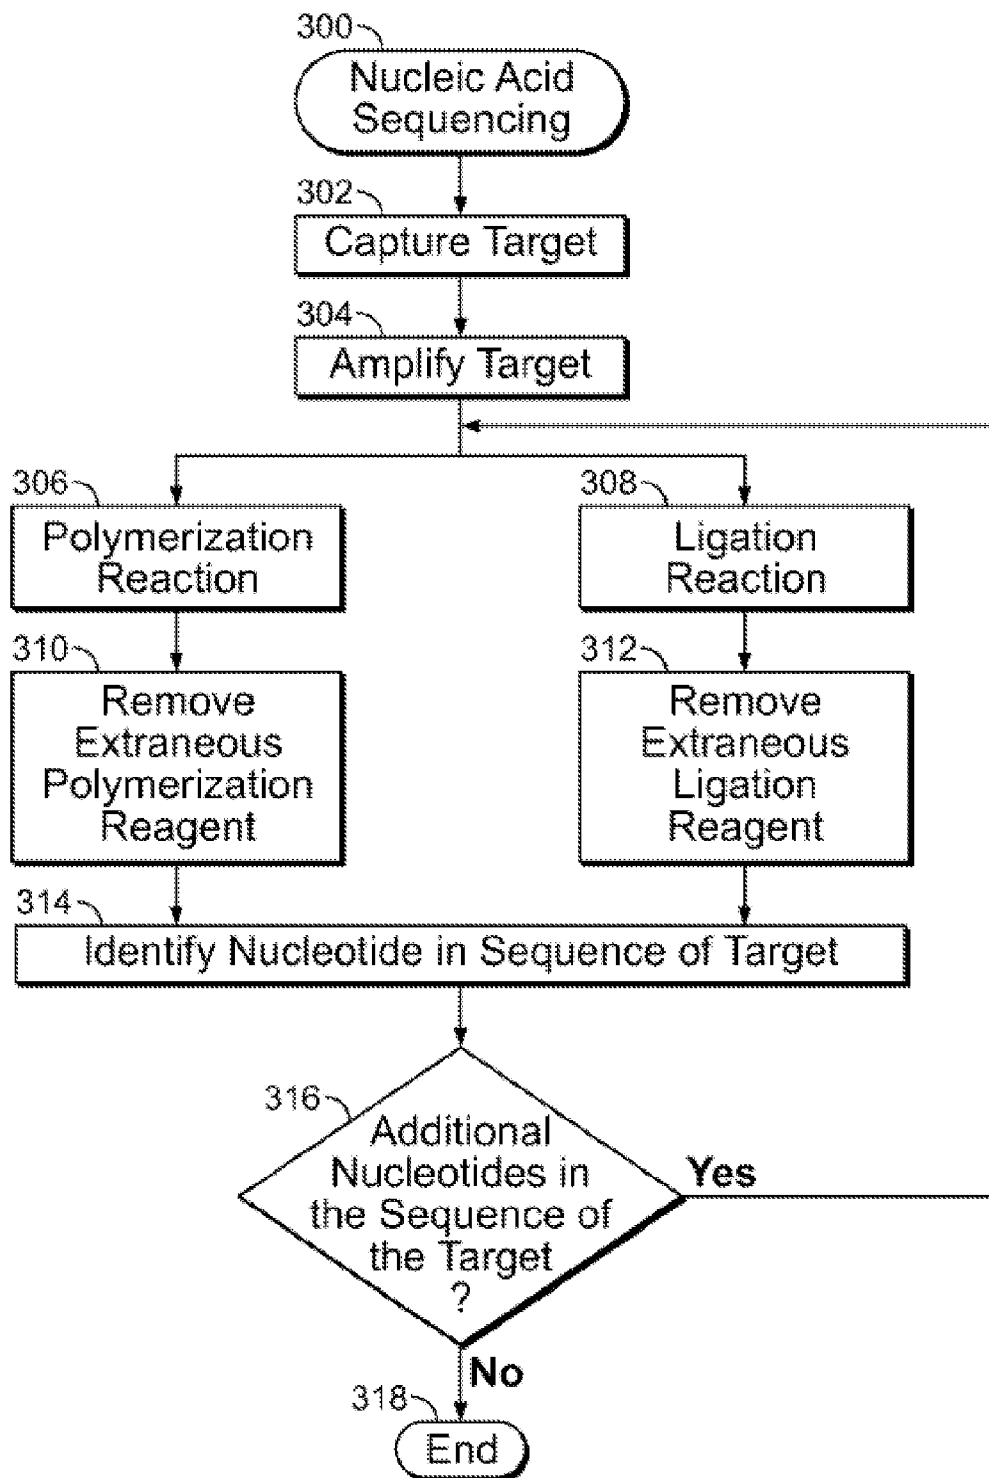 300
Nucleic Acid
Sequencing
302
Capture Target
304
Amplify Target
306
Polymerization
Reaction
308
Ligation
Reaction
310
Remove
Extraneous
Polymerization
Reagent
312
Remove
Extraneous
Ligation
Reagent
314
Identify Nucleotide in Sequence of Target
316
Additional
Nucleotides in
the Sequence of
the Target
?
Yes
No
318
End